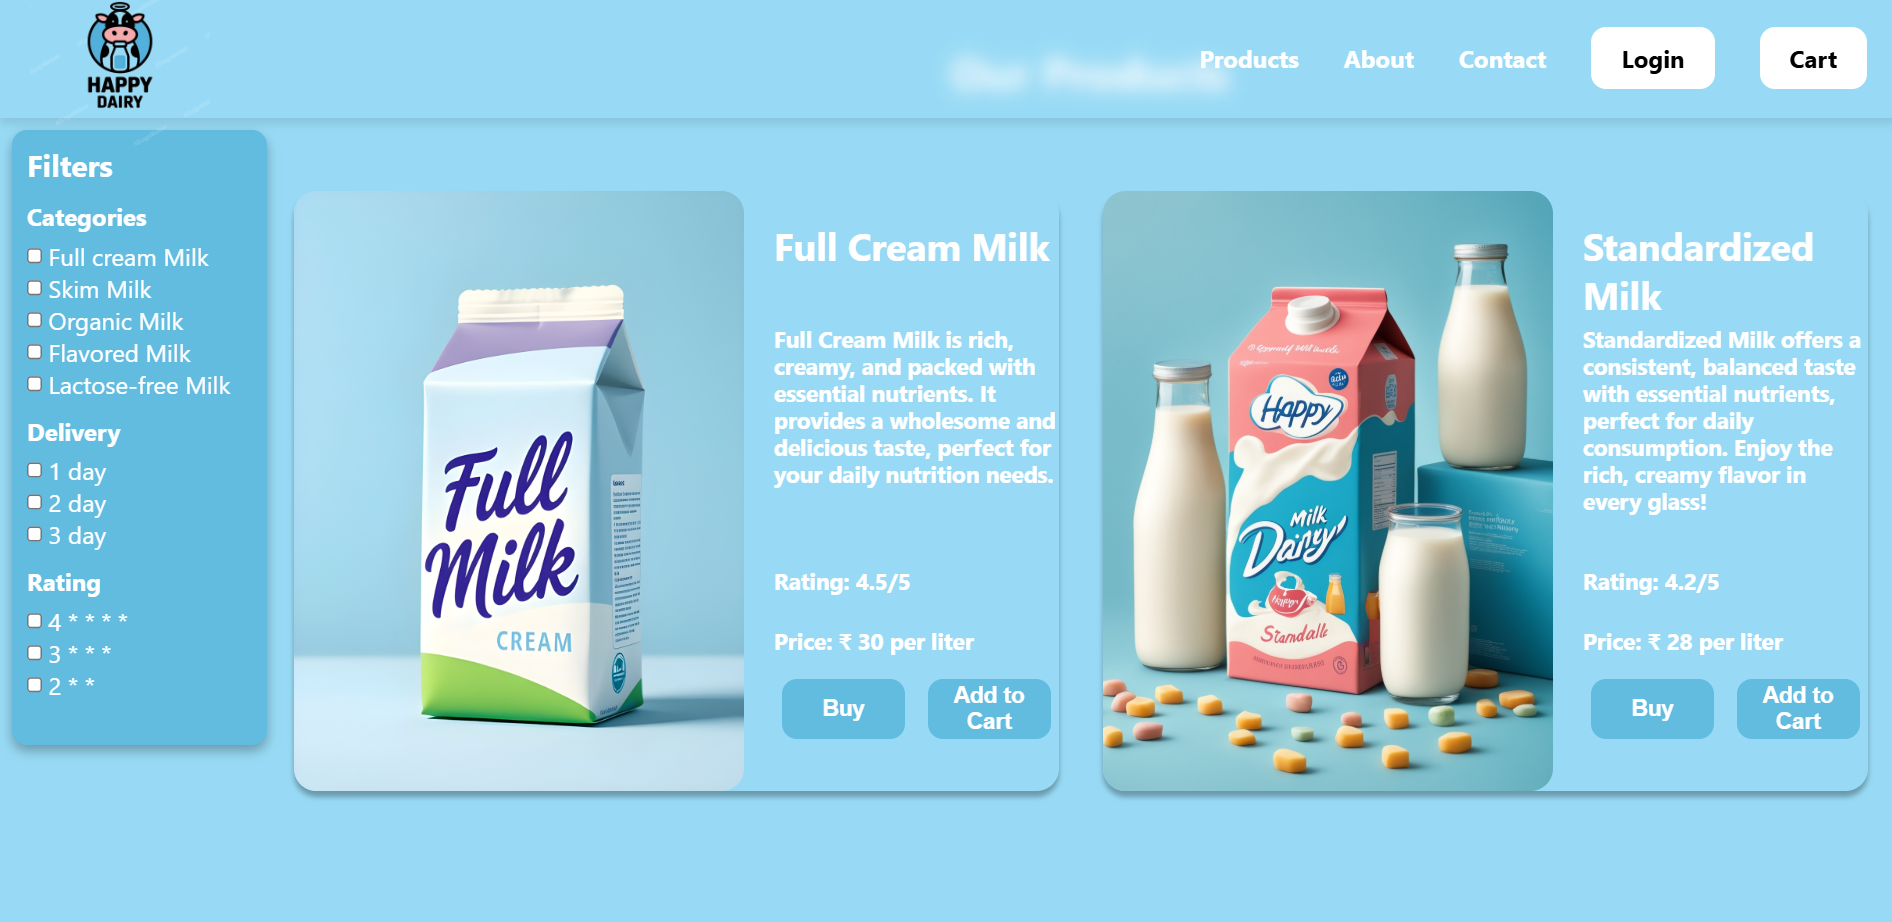 HAPPY
DAIRY
Our Products
Products
About
Contact
Login
Cart
Filters
Categories
Full cream Milk
Skim Milk
Organic Milk
Flavored Milk
Lactose-free Milk
Delivery
1 day
2 day
3 day
Rating
4 * * * *
3 * * *
2 * *
Full
Milk
CREAM
Full Cream Milk
Full Cream Milk is rich,
creamy, and packed with
essential nutrients. It
provides a wholesome and
delicious taste, perfect for
your daily nutrition needs.
Rating: 4.5/5
Price: ₹ 30 per liter
Buy
Add to
Cart
Happy
Milk
Dainy
Standardized
Milk
Standardized Milk offers a
consistent, balanced taste
with essential nutrients,
perfect for daily
consumption. Enjoy the
rich, creamy flavor in
every glass!
Rating: 4.2/5
Price: ₹ 28 per liter
Buy
Add to
Cart